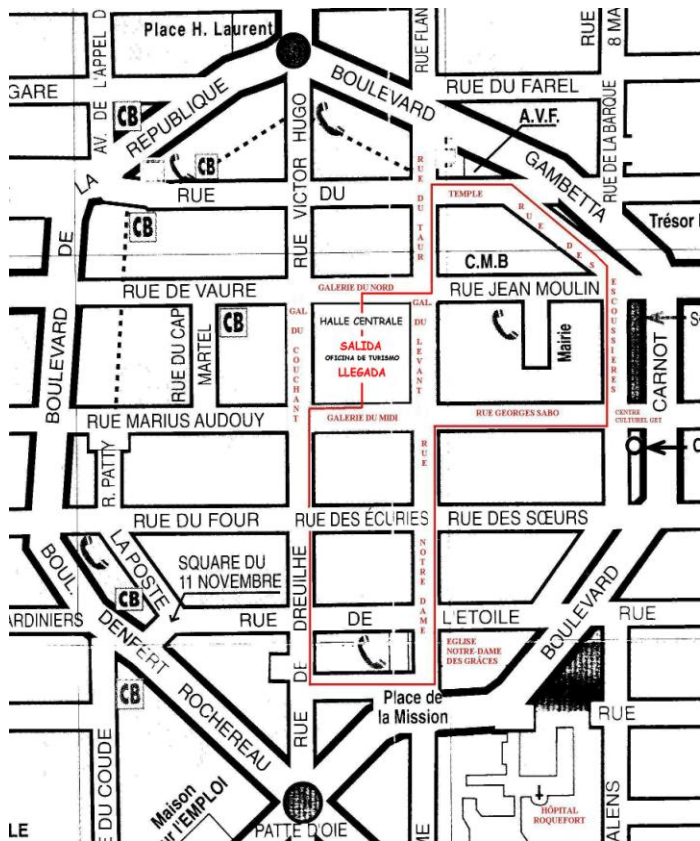 Place H. Laurent
AV. DE L'APPEL D
RUE FLAN
RUE
8 MA
GARE
CB
RÉPUBLIQUE
BOULEVARD
RUE DU FAREL
A.V.F.
RUE DE LA BARQUE
RUE VICTOR HUGO
CB
GAMBETTA
LA
RUE
DU
TEMPLE
RUE DU TAUR
RUE DES ESCOUSSIERES
Trésor
CB
DE
C.M.B
GALERIE DU NORD
RUE DE VAURE
RUE JEAN MOULIN
BOULEVARD
RUE DU CAP
MARTEL
CB
GAL. DU COUCHANT
HALLE CENTRALE
SALIDA
OFICINA DE TURISMO
LLEGADA
GAL. DU LEVANT
Mairie
CARNOT
RUE MARIUS AUDOUY
GALERIE DU MIDI
RUE GEORGES SABO
CENTRE
CULTUREL GET
R. PATTY
RUE DU FOUR
RUE DES ÉCURIES
RUE DES SŒURS
RUE NOTRE DAME
BOUL.
LA POSTE
SQUARE DU
11 NOVEMBRE
CB
ARDINIERS
RUE
DE
L'ETOILE
BOULEVARD
RUE
DENFERT
ROCHEREAU
RUE DE DREUILHE
EGLISE
NOTRE-DAME
DES GRÂCES
CB
Place de
la Mission
RUE
E DU COUDE
Maison
r l'EMPLOI
HÔPITAL
ROQUEFORT
ALENS
LE
PATTE D'OIE
ME